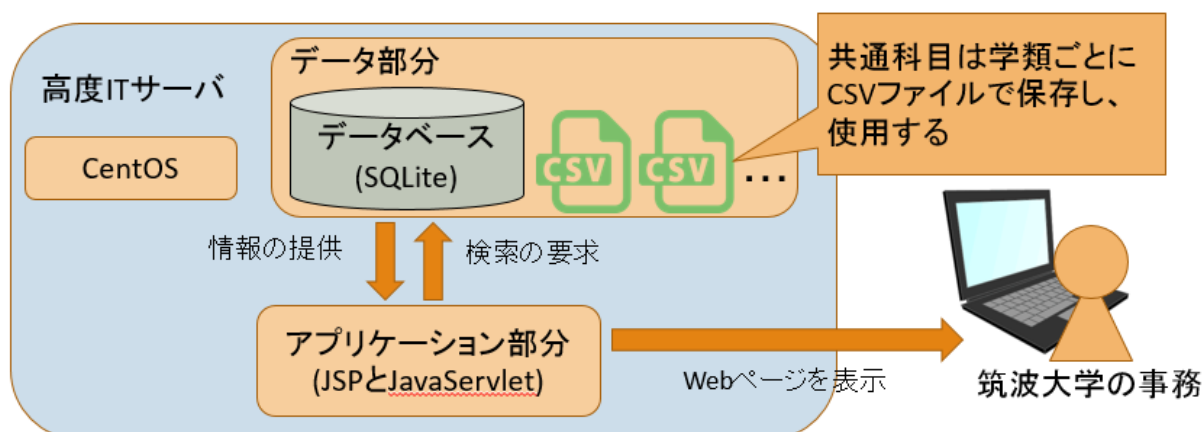 高度ITサーバ
CentOS
データ部分
データベース
(SQLite)
CSV
CSV
...
共通科目は学類ごとに
CSVファイルで保存し、
使用する
情報の提供
検索の要求
アプリケーション部分
(JSPとJavaServlet)
Webページを表示
筑波大学の事務